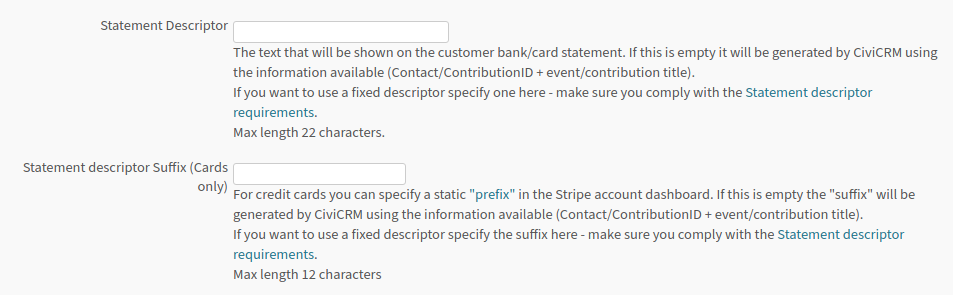 Statement Descriptor
The text that will be shown on the customer bank/card statement. If this is empty it will be generated by CiviCRM using
the information available (Contact/ContributionID + event/contribution title).
If you want to use a fixed descriptor specify one here - make sure you comply with the Statement descriptor
requirements.
Max length 22 characters.
Statement descriptor Suffix (Cards
only)
For credit cards you can specify a static "prefix" in the Stripe account dashboard. If this is empty the "suffix" will be
generated by CiviCRM using the information available (Contact/ContributionID + event/contribution title).
If you want to use a fixed descriptor specify the suffix here - make sure you comply with the Statement descriptor
requirements.
Max length 12 characters